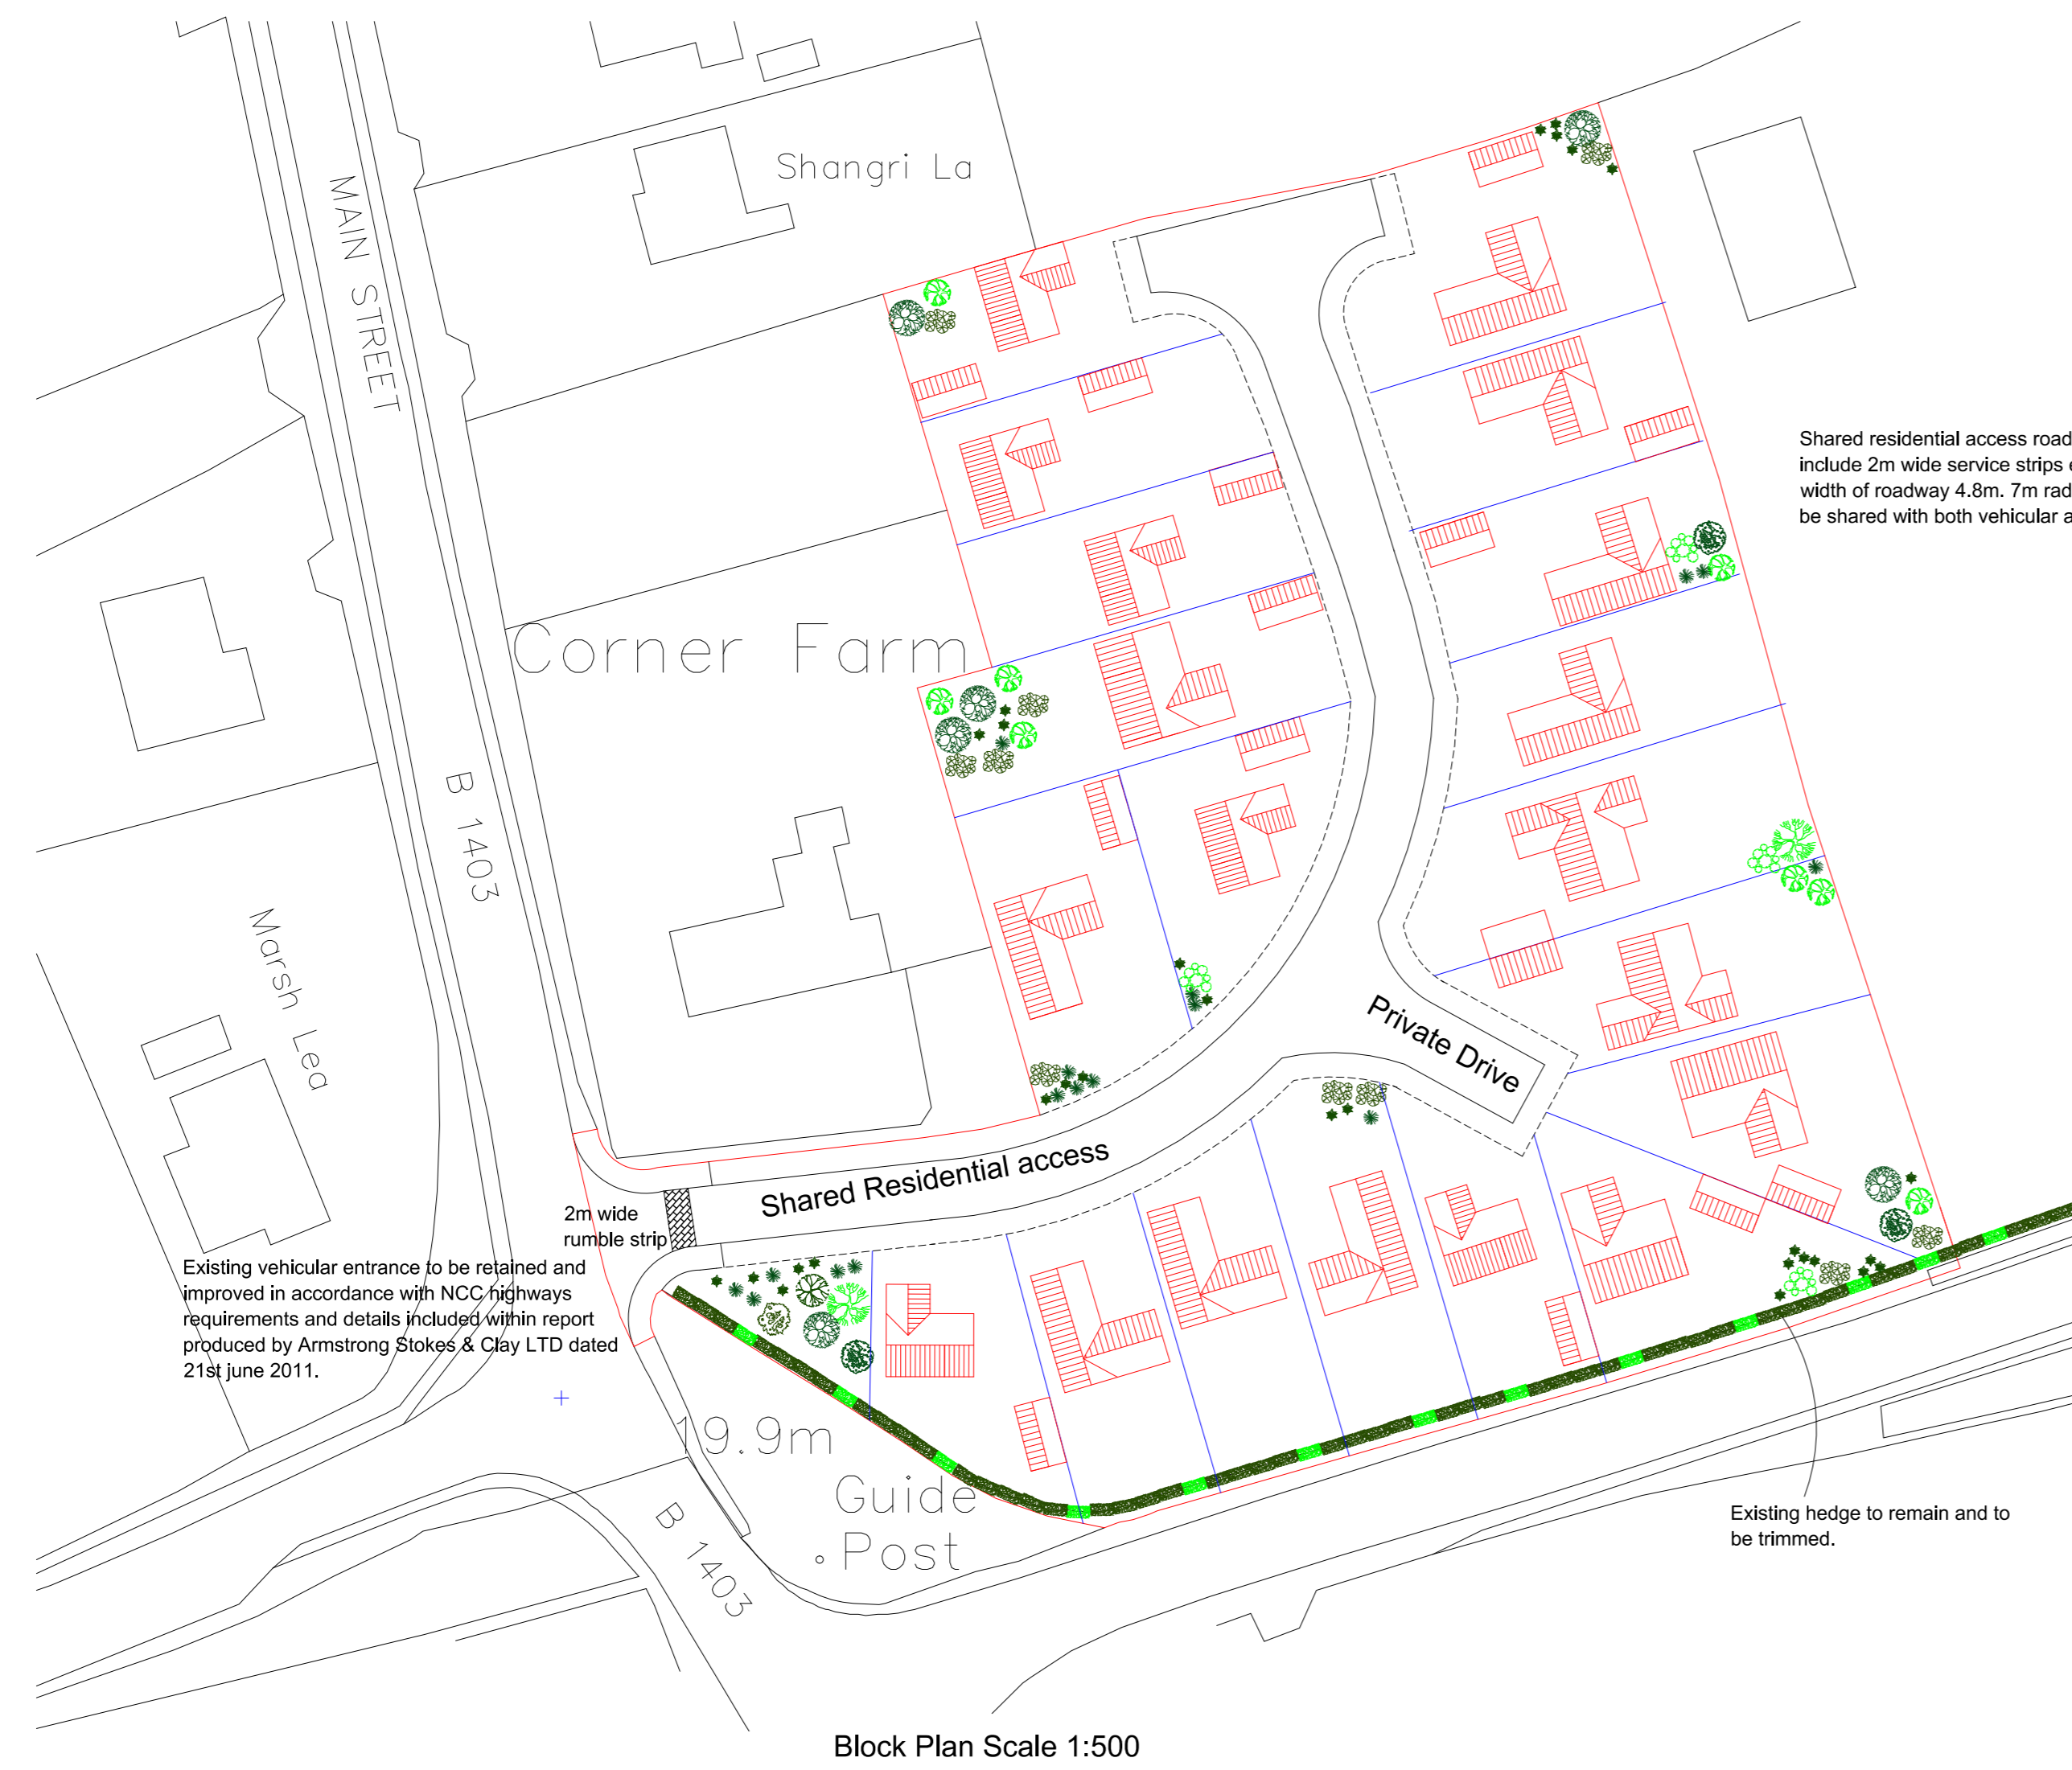 Shangri La
MAIN STREET
Shared residential access road
include 2m wide service strips
width of roadway 4.8m. 7m rad
be shared with both vehicular a
Corner Farm
B 1403
Marsh Lea
Private Drive
Shared Residential access
2m wide
rumble strip
Existing vehicular entrance to be retained and
improved in accordance with NCC highways
requirements and details included within report
produced by Armstrong Stokes & Clay LTD dated
21st june 2011.
19.9m
Guide
Post
B 1403
Existing hedge to remain and to
be trimmed.
Block Plan Scale 1:500